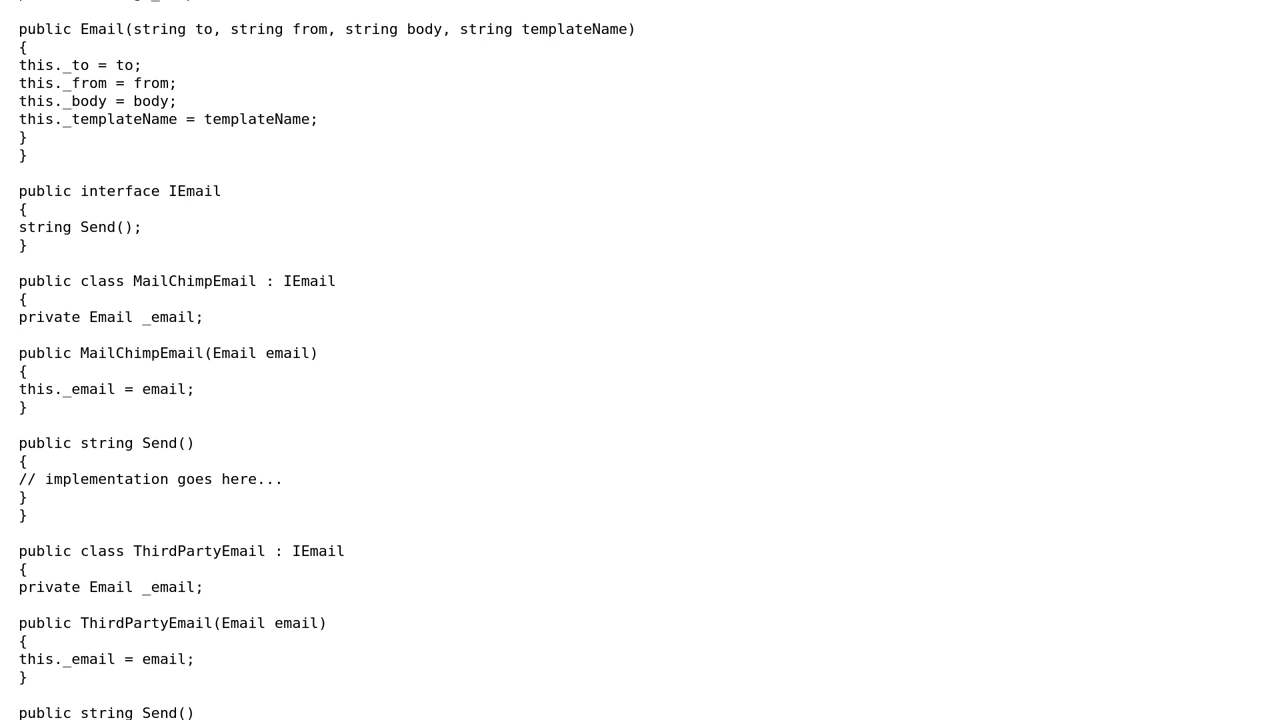 public Email(string to, string from, string body, string templateName)
{
this._to = to;
this._from = from;
this._body = body;
this._templateName = templateName;
}
}
public interface IEmail
{
string Send();
}
public class MailChimpEmail : IEmail
{
private Email _email;
public MailChimpEmail(Email email)
{
this._email = email;
}
public string Send()
{
// implementation goes here...
}
}
public class ThirdPartyEmail : IEmail
{
private Email _email;
public ThirdPartyEmail(Email email)
{
this._email = email;
}
public string Send()